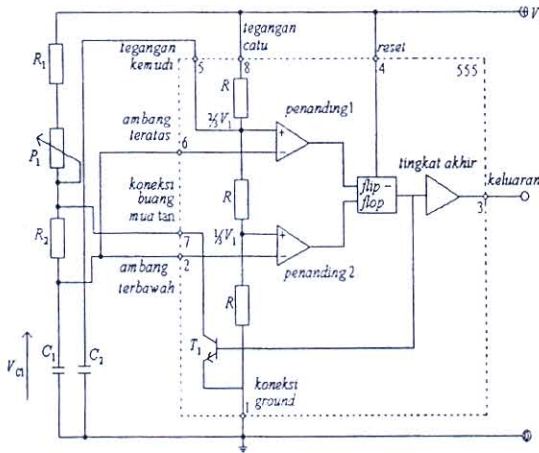 ⊕ V
tegangan
kemudi
5
tegangan
catu
8
reset
4
555
R₁
R
⅔V₁
penanding 1
+
−
ambang
teratas
6
P₁
tingkat akhir
keluaran
3
flip -
flop
koneksi
buang
mua tan
7
R
⅓V₁
+
−
penanding 2
R₂
2
ambang
terbawah
R
T₁
V_C1
C₁
C₂
koneksi
ground
1